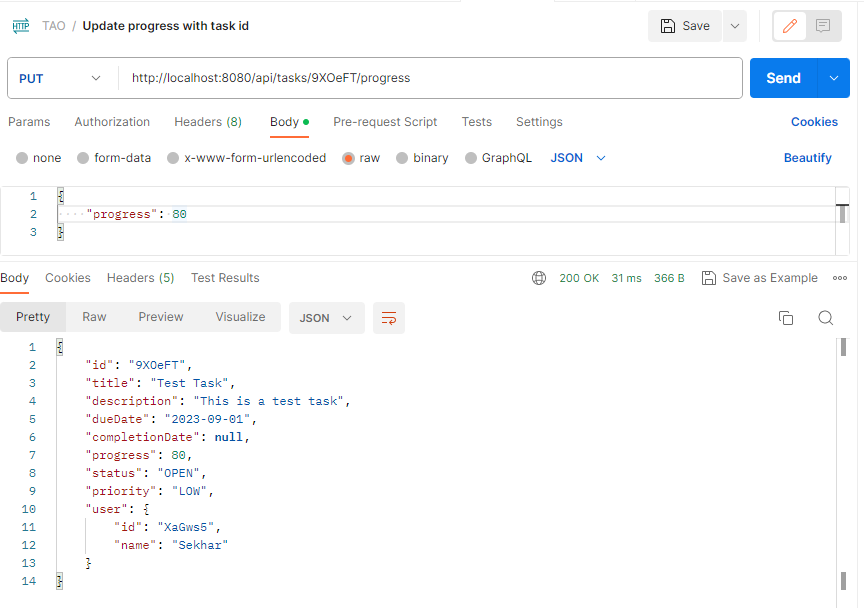 HTTP TAO / Update progress with task id Save
PUT http://localhost:8080/api/tasks/9XOeFT/progress Send
Params Authorization Headers (8) Body Pre-request Script Tests Settings Cookies
none form-data x-www-form-urlencoded raw binary GraphQL JSON Beautify
1 {
2 "progress": 80
3 }
Body Cookies Headers (5) Test Results 200 OK 31 ms 366 B Save as Example
Pretty Raw Preview Visualize JSON
1 {
2 "id": "9XOeFT",
3 "title": "Test Task",
4 "description": "This is a test task",
5 "dueDate": "2023-09-01",
6 "completionDate": null,
7 "progress": 80,
8 "status": "OPEN",
9 "priority": "LOW",
10 "user": {
11 "id": "XaGws5",
12 "name": "Sekhar"
13 }
14 }